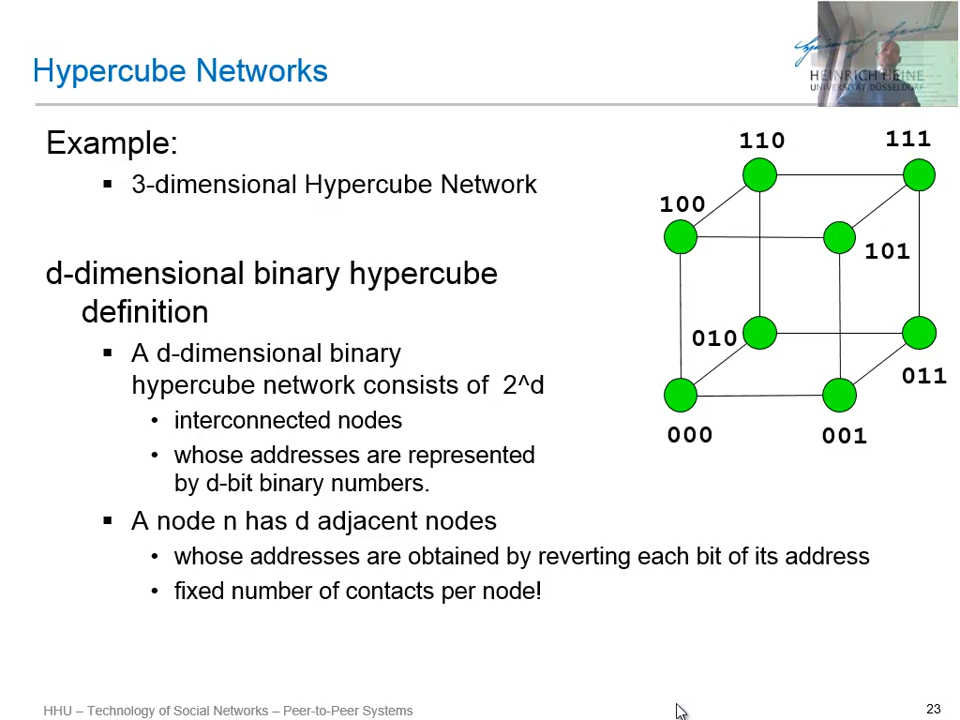 Hypercube Networks
HEINRICH HEINE
UNIVERSITÄT DÜSSELDORF
Example:
▪ 3-dimensional Hypercube Network
d-dimensional binary hypercube
definition
▪ A d-dimensional binary
hypercube network consists of 2^d
• interconnected nodes
• whose addresses are represented
by d-bit binary numbers.
▪ A node n has d adjacent nodes
• whose addresses are obtained by reverting each bit of its address
• fixed number of contacts per node!
110
111
100
101
010
011
000
001
HHU – Technology of Social Networks – Peer-to-Peer Systems
23